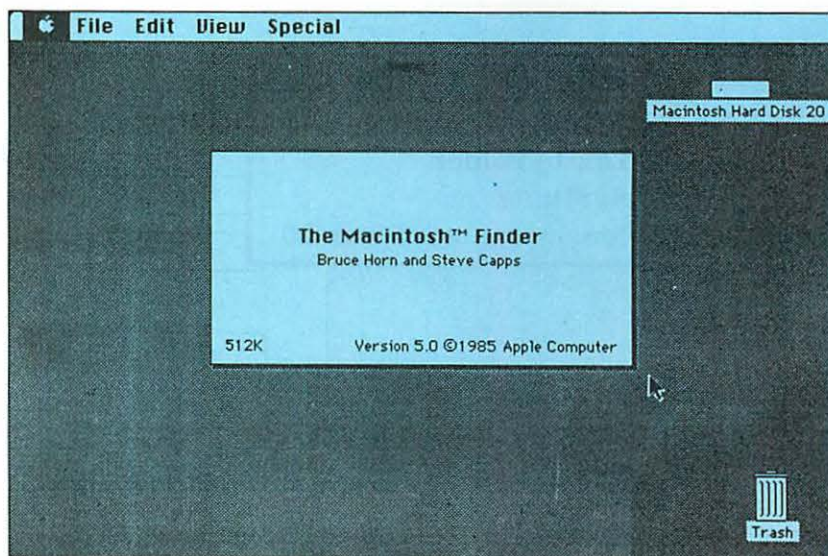 File Edit View Special
Macintosh Hard Disk 20
The Macintosh™ Finder
Bruce Horn and Steve Capps
512K Version 5.0 ©1985 Apple Computer
Trash